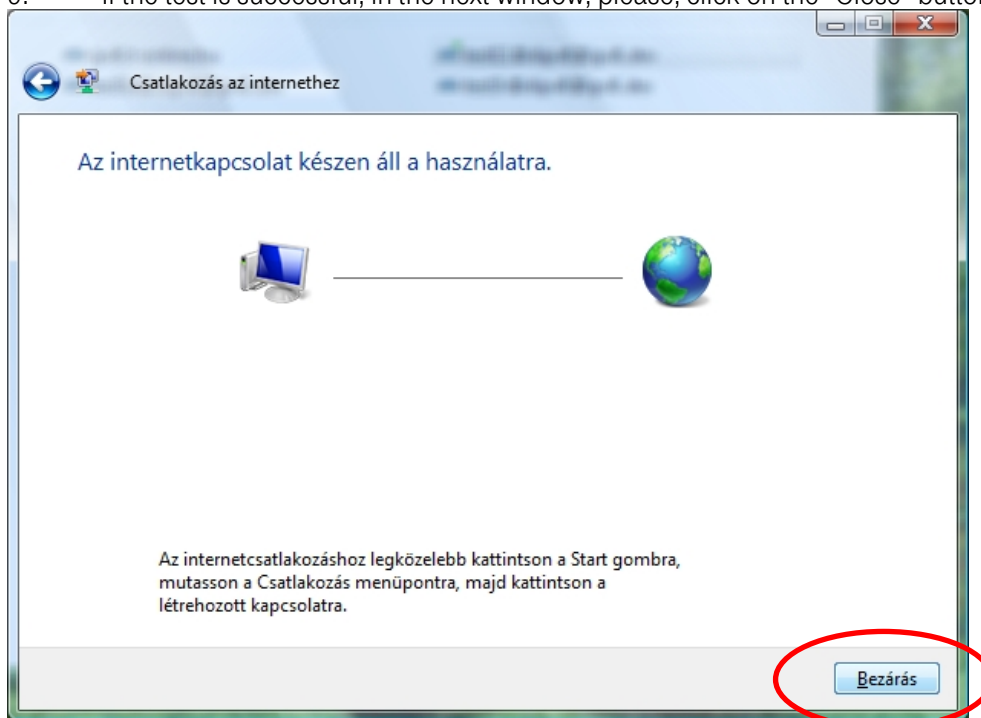 If the test is successful, in the next window, please, click on the "Close" button
Csatlakozás az internethez
Az internetkapcsolat készen áll a használatra.
Az internetcsatlakozáshoz legközelebb kattintson a Start gombra,
mutasson a Csatlakozás menüpontra, majd kattintson a
létrehozott kapcsolatra.
Bezárás